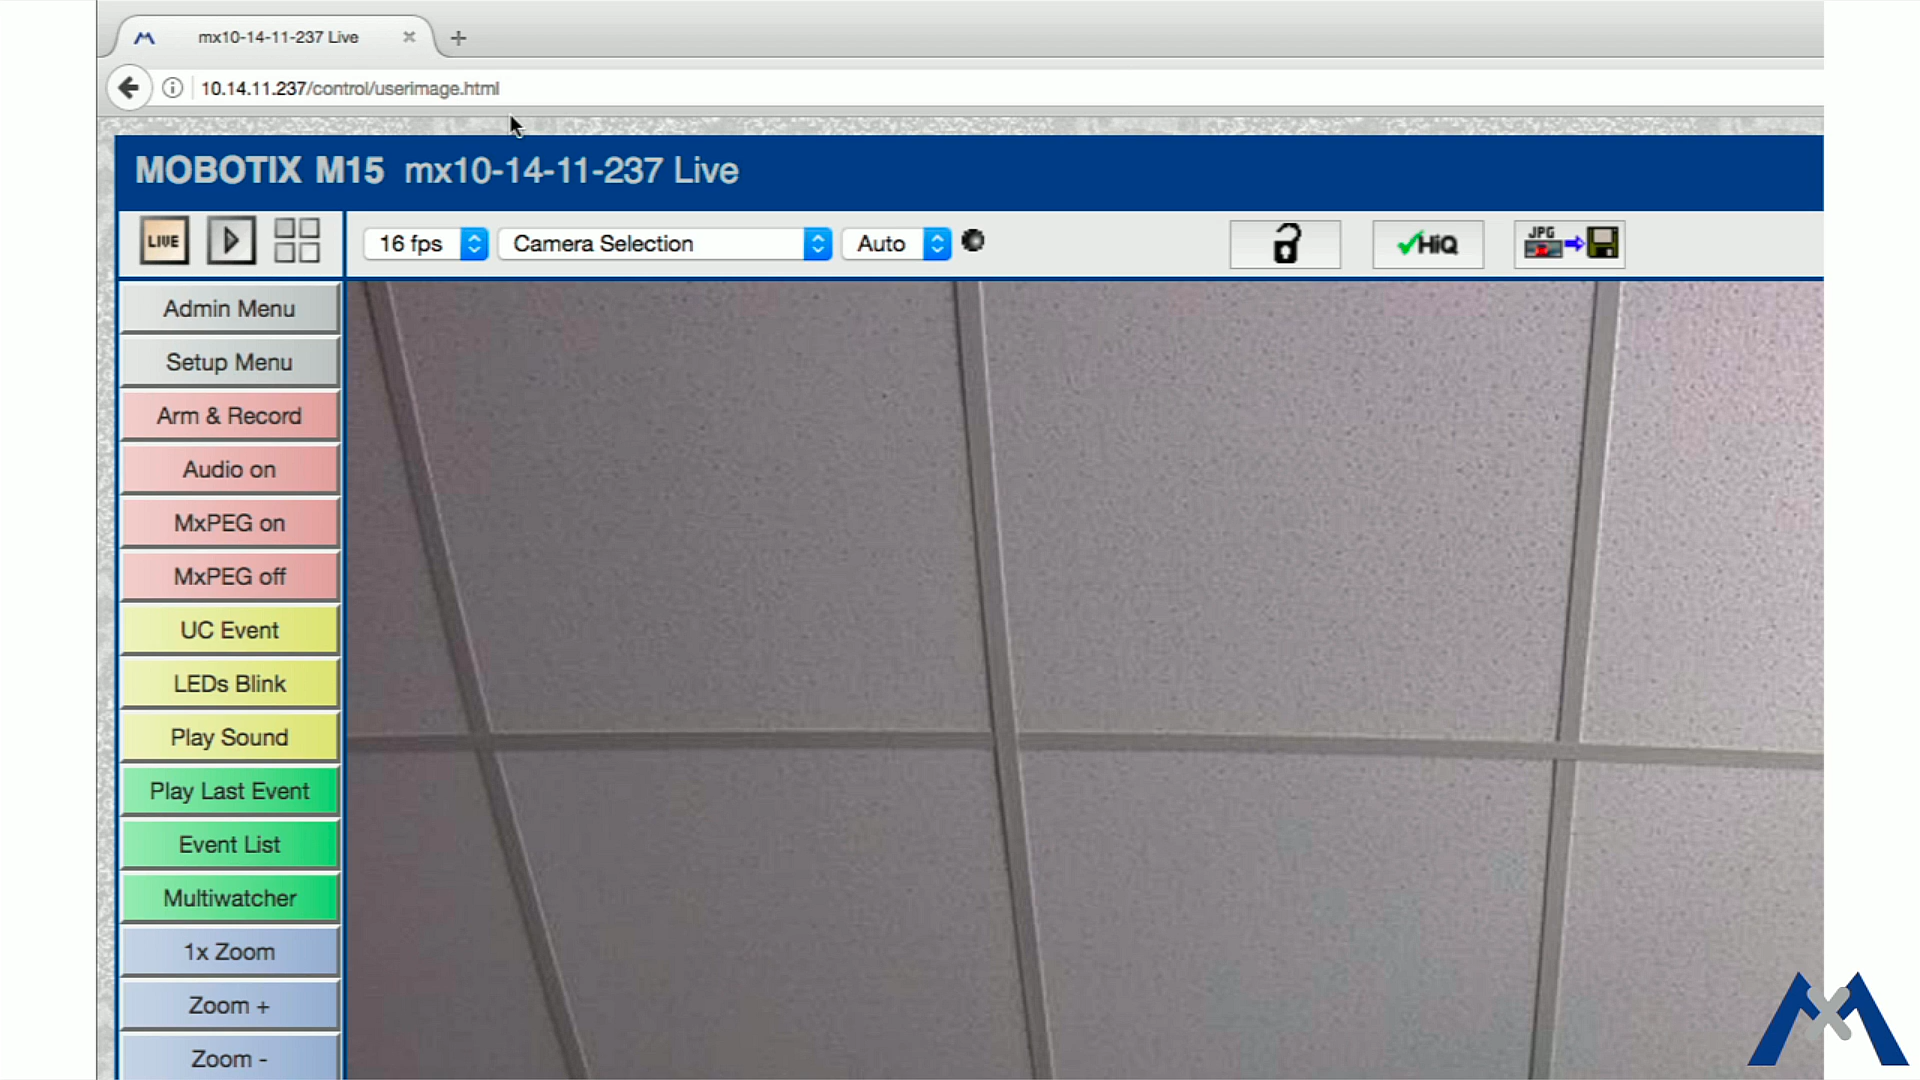 mx10-14-11-237 Live
10.14.11.237/control/userimage.html
MOBOTIX M15 mx10-14-11-237 Live
LIVE
16 fps
Camera Selection
Auto
HiQ
JPG
Admin Menu
Setup Menu
Arm & Record
Audio on
MxPEG on
MxPEG off
UC Event
LEDs Blink
Play Sound
Play Last Event
Event List
Multiwatcher
1x Zoom
Zoom +
Zoom -